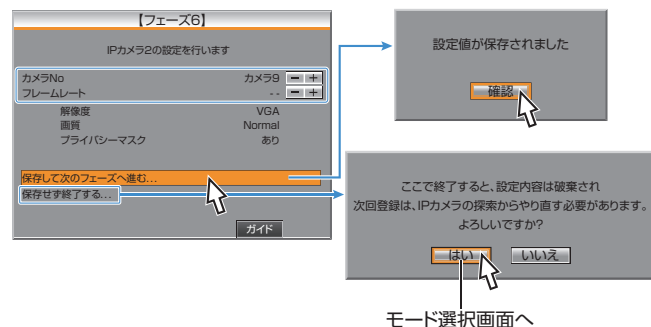 【フェーズ6】
IPカメラ2の設定を行います
カメラNo カメラ9 − +
フレームレート - - − +
解像度 VGA
画質 Normal
プライバシーマスク あり
保存して次のフェーズへ進む...
保存せず終了する...
ガイド
設定値が保存されました
確認
ここで終了すると、設定内容は破棄され
次回登録は、IPカメラの探索からやり直す必要があります。
よろしいですか?
はい いいえ
モード選択画面へ